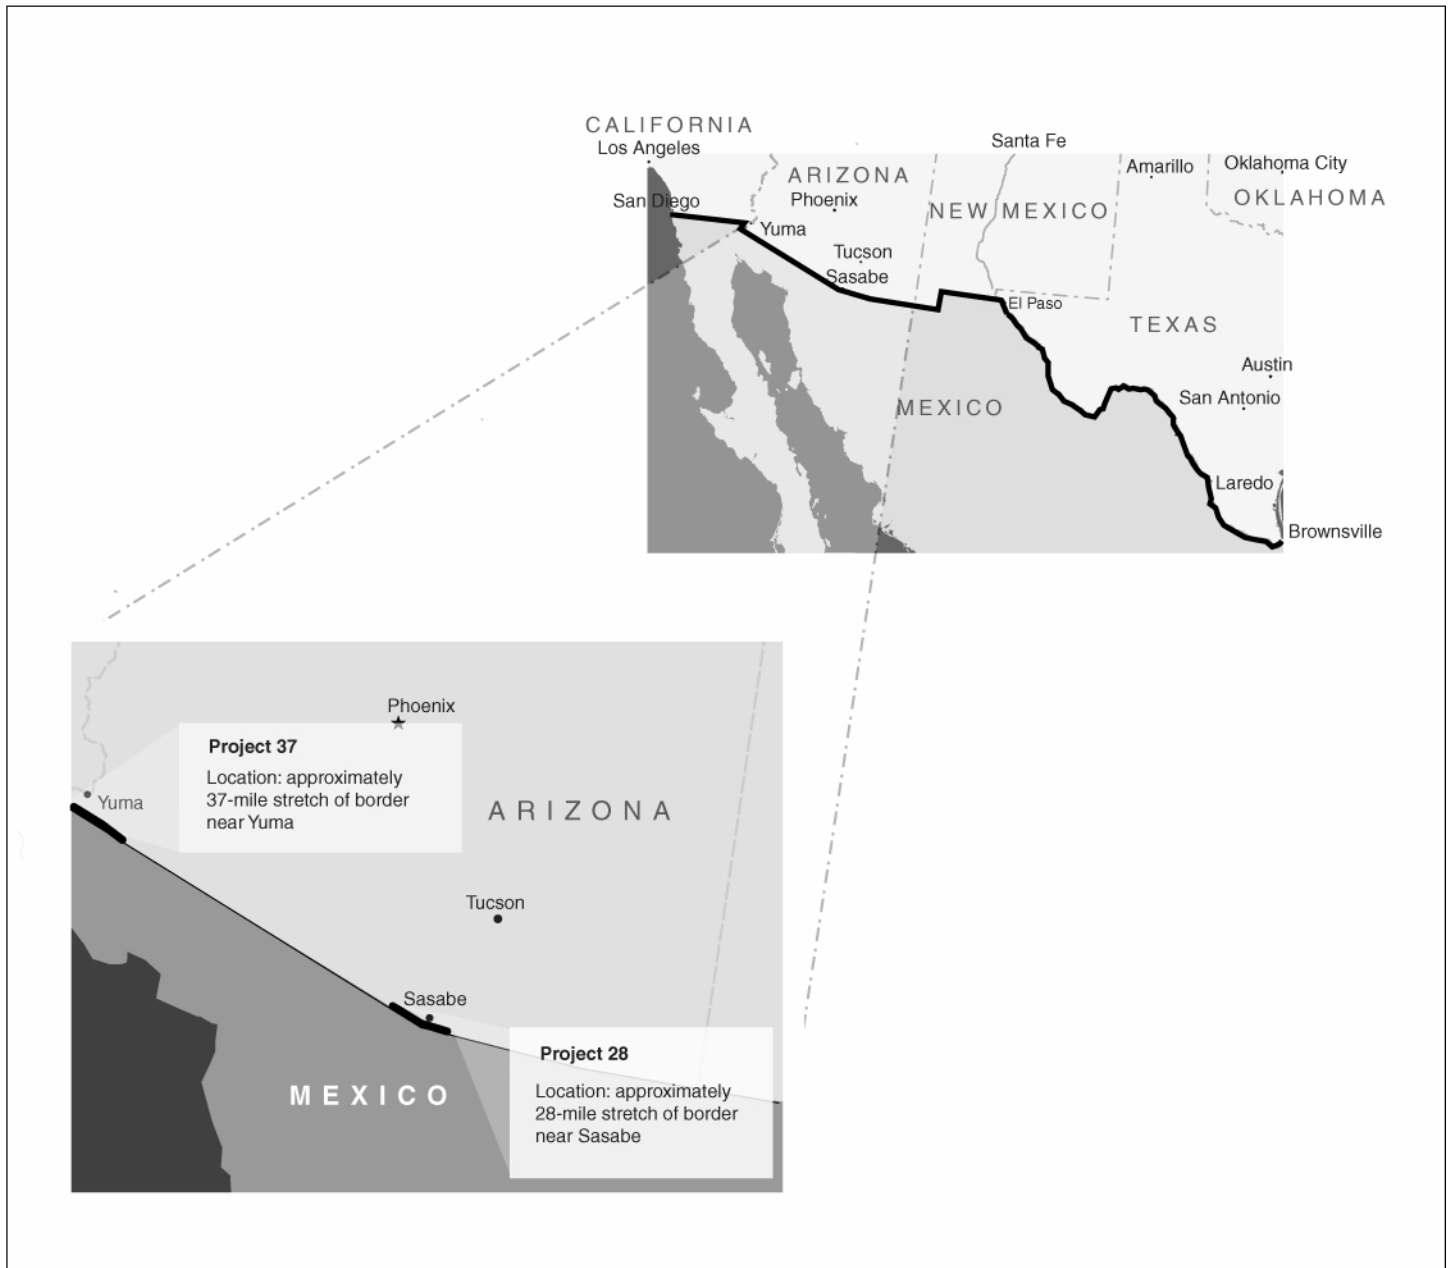 CALIFORNIA
Los Angeles
Santa Fe
Amarillo
Oklahoma City
ARIZONA
OKLAHOMA
San Diego
Phoenix
NEW MEXICO
Yuma
Tucson
Sasabe
El Paso
TEXAS
Austin
San Antonio
MEXICO
Laredo
Brownsville
Phoenix
Project 37
Location: approximately
37-mile stretch of border
near Yuma
Yuma
ARIZONA
Tucson
Sasabe
Project 28
Location: approximately
28-mile stretch of border
near Sasabe
MEXICO